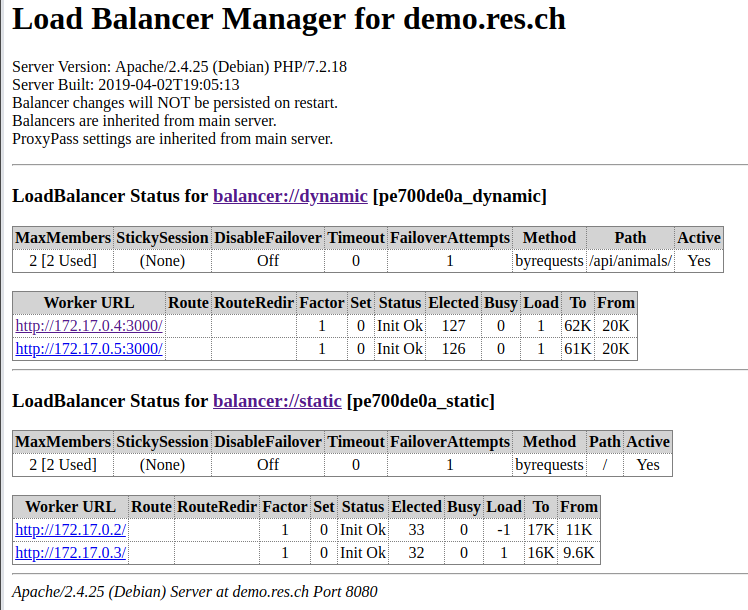 Load Balancer Manager for demo.res.ch
Server Version: Apache/2.4.25 (Debian) PHP/7.2.18
Server Built: 2019-04-02T19:05:13
Balancer changes will NOT be persisted on restart.
Balancers are inherited from main server.
ProxyPass settings are inherited from main server.
LoadBalancer Status for balancer://dynamic [pe700de0a_dynamic]
MaxMembers StickySession DisableFailover Timeout FailoverAttempts Method Path Active
2 [2 Used] (None) Off 0 1 byrequests /api/animals/ Yes
Worker URL Route RouteRedir Factor Set Status Elected Busy Load To From
http://172.17.0.4:3000/ 1 0 Init Ok 127 0 1 62K 20K
http://172.17.0.5:3000/ 1 0 Init Ok 126 0 1 61K 20K
LoadBalancer Status for balancer://static [pe700de0a_static]
MaxMembers StickySession DisableFailover Timeout FailoverAttempts Method Path Active
2 [2 Used] (None) Off 0 1 byrequests / Yes
Worker URL Route RouteRedir Factor Set Status Elected Busy Load To From
http://172.17.0.2/ 1 0 Init Ok 33 0 -1 17K 11K
http://172.17.0.3/ 1 0 Init Ok 32 0 1 16K 9.6K
Apache/2.4.25 (Debian) Server at demo.res.ch Port 8080